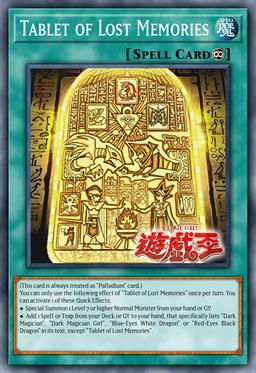 Tablet of Lost Memories
魔
[Spell Card]
遊戯王
(This card is always treated as "Palladium" card.)
You can only use the following effect of "Tablet of Lost Memories" once per turn. You can activate 1 of these Quick Effects;
● Special Summon 1 Level 7 or higher Normal Monster from your hand or GY.
● Add 1 Spell or Trap from your Deck or GY to your hand, that specifically lists "Dark Magician", "Dark Magician Girl", "Blue-Eyes White Dragon" or "Red-Eyes Black Dragon" in its text, except "Tablet of Lost Memories".